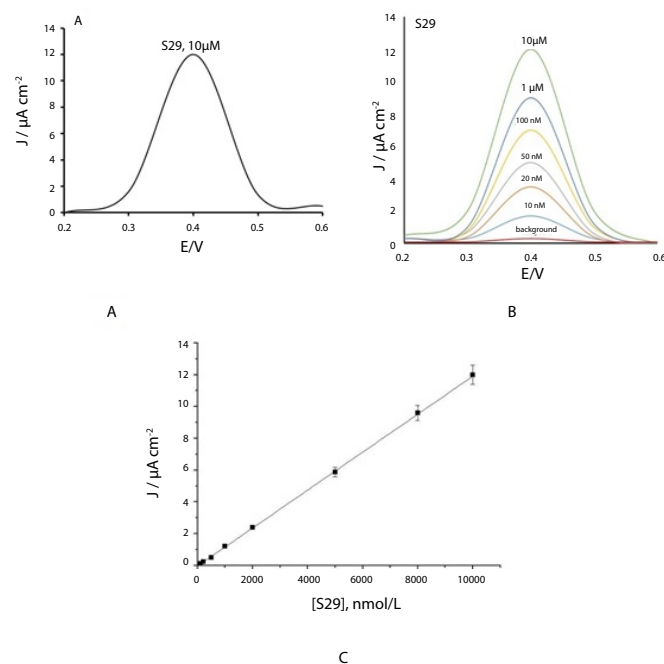 A
S29, 10µM
14
12
10
8
6
4
2
0
J / µA cm-2
0.2 0.3 0.4 0.5 0.6
E/V
A
S29
14
12
10
8
6
4
2
0
J / µA cm-2
10µM
1 µM
100 nM
50 nM
20 nM
10 nM
background
0.2 0.3 0.4 0.5 0.6
E/V
B
14
12
10
8
6
4
2
0
J / µA cm-2
0 2000 4000 6000 8000 10000
[S29], nmol/L
C